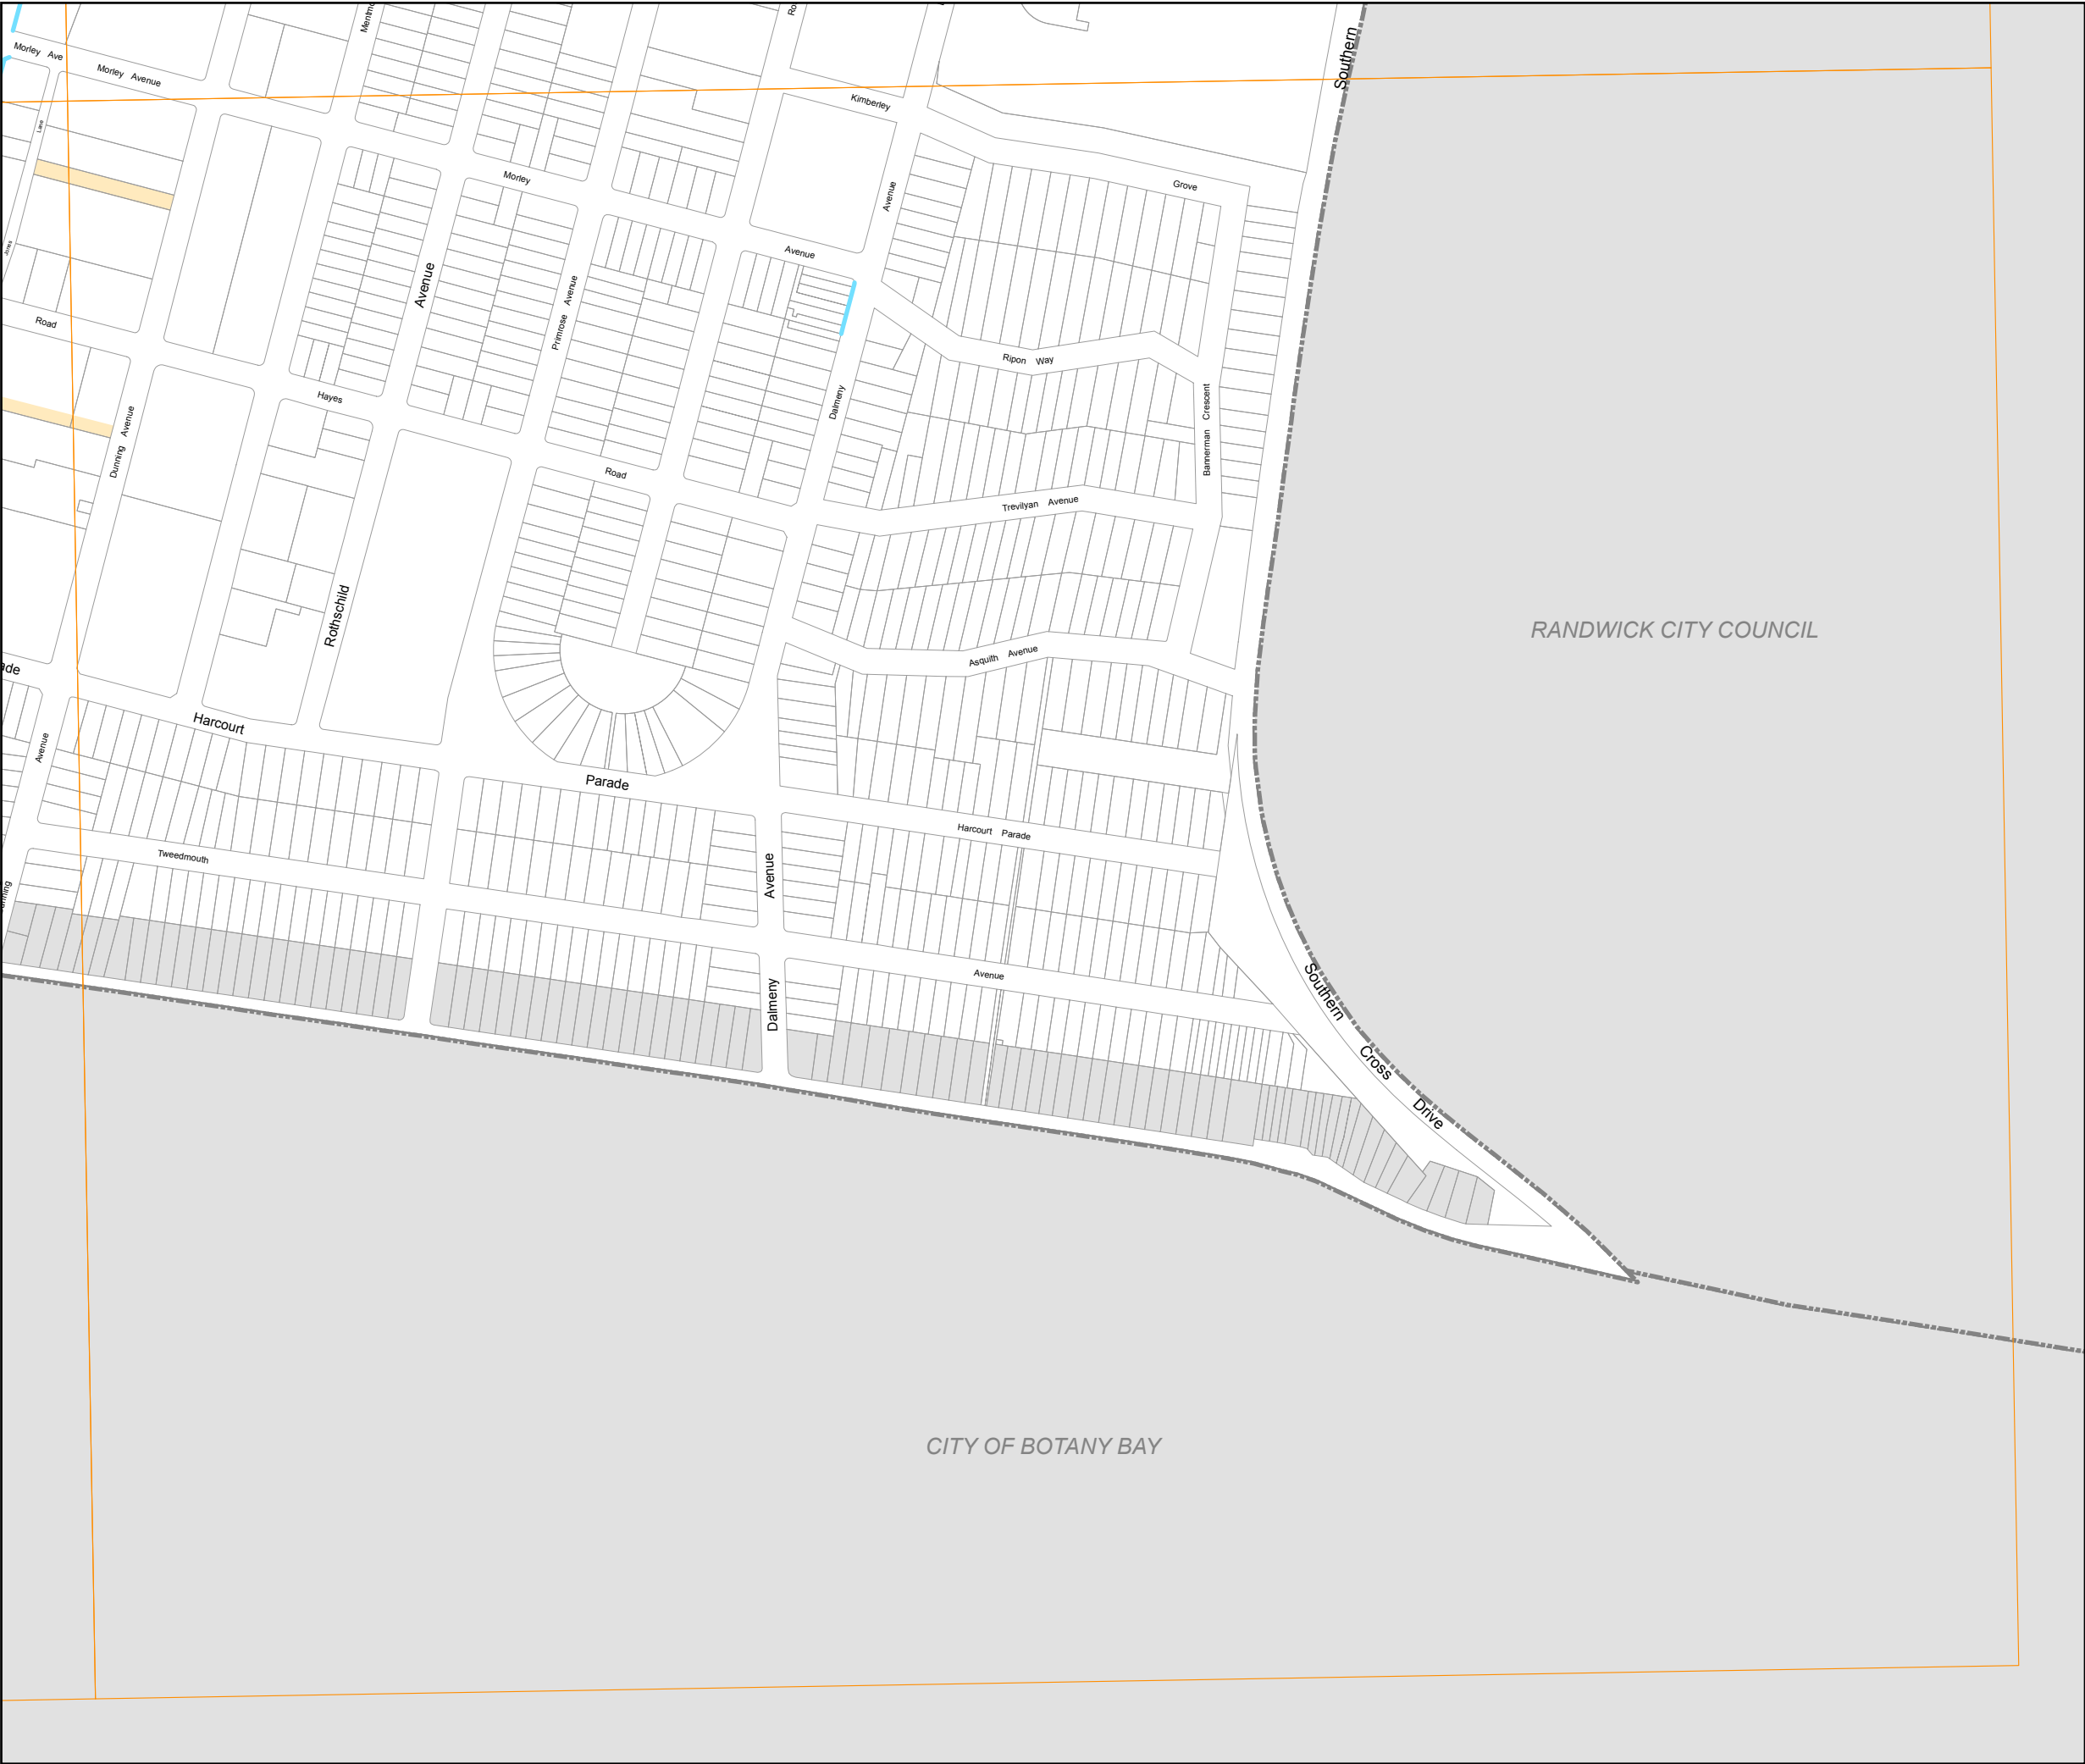 Southern
Morley Ave
Morley Avenue
Kimberley
Lane
Morley
Grove
Avenue
Jones
Avenue
Avenue
Primrose Avenue
Road
Ripon Way
Hayes
Dalmeny
Bannerman Crescent
Dunning Avenue
Road
Trevilyan Avenue
Rothschild
RANDWICK CITY COUNCIL
Asquith Avenue
Harcourt
Avenue
Parade
Harcourt Parade
Tweedmouth
Avenue
Avenue
Dalmeny
Southern
Cross
Drive
CITY OF BOTANY BAY